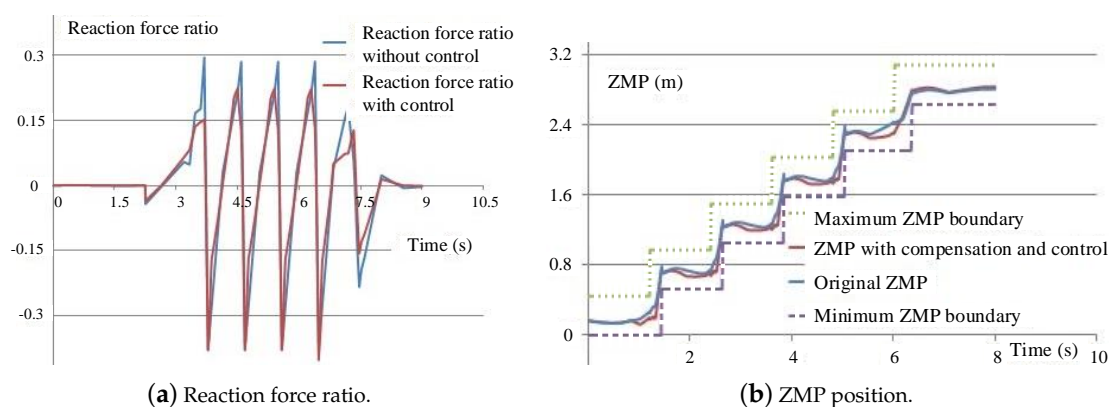 Reaction force ratio
Reaction force ratio
without control
Reaction force ratio
with control
0.3
0.15
0
-0.15
-0.3
0
1.5
3
4.5
6
7.5
9
10.5
Time (s)
(a) Reaction force ratio.
ZMP (m)
3.2
2.4
1.6
0.8
0
2
4
6
8
10
Time (s)
Maximum ZMP boundary
ZMP with compensation and control
Original ZMP
Minimum ZMP boundary
(b) ZMP position.